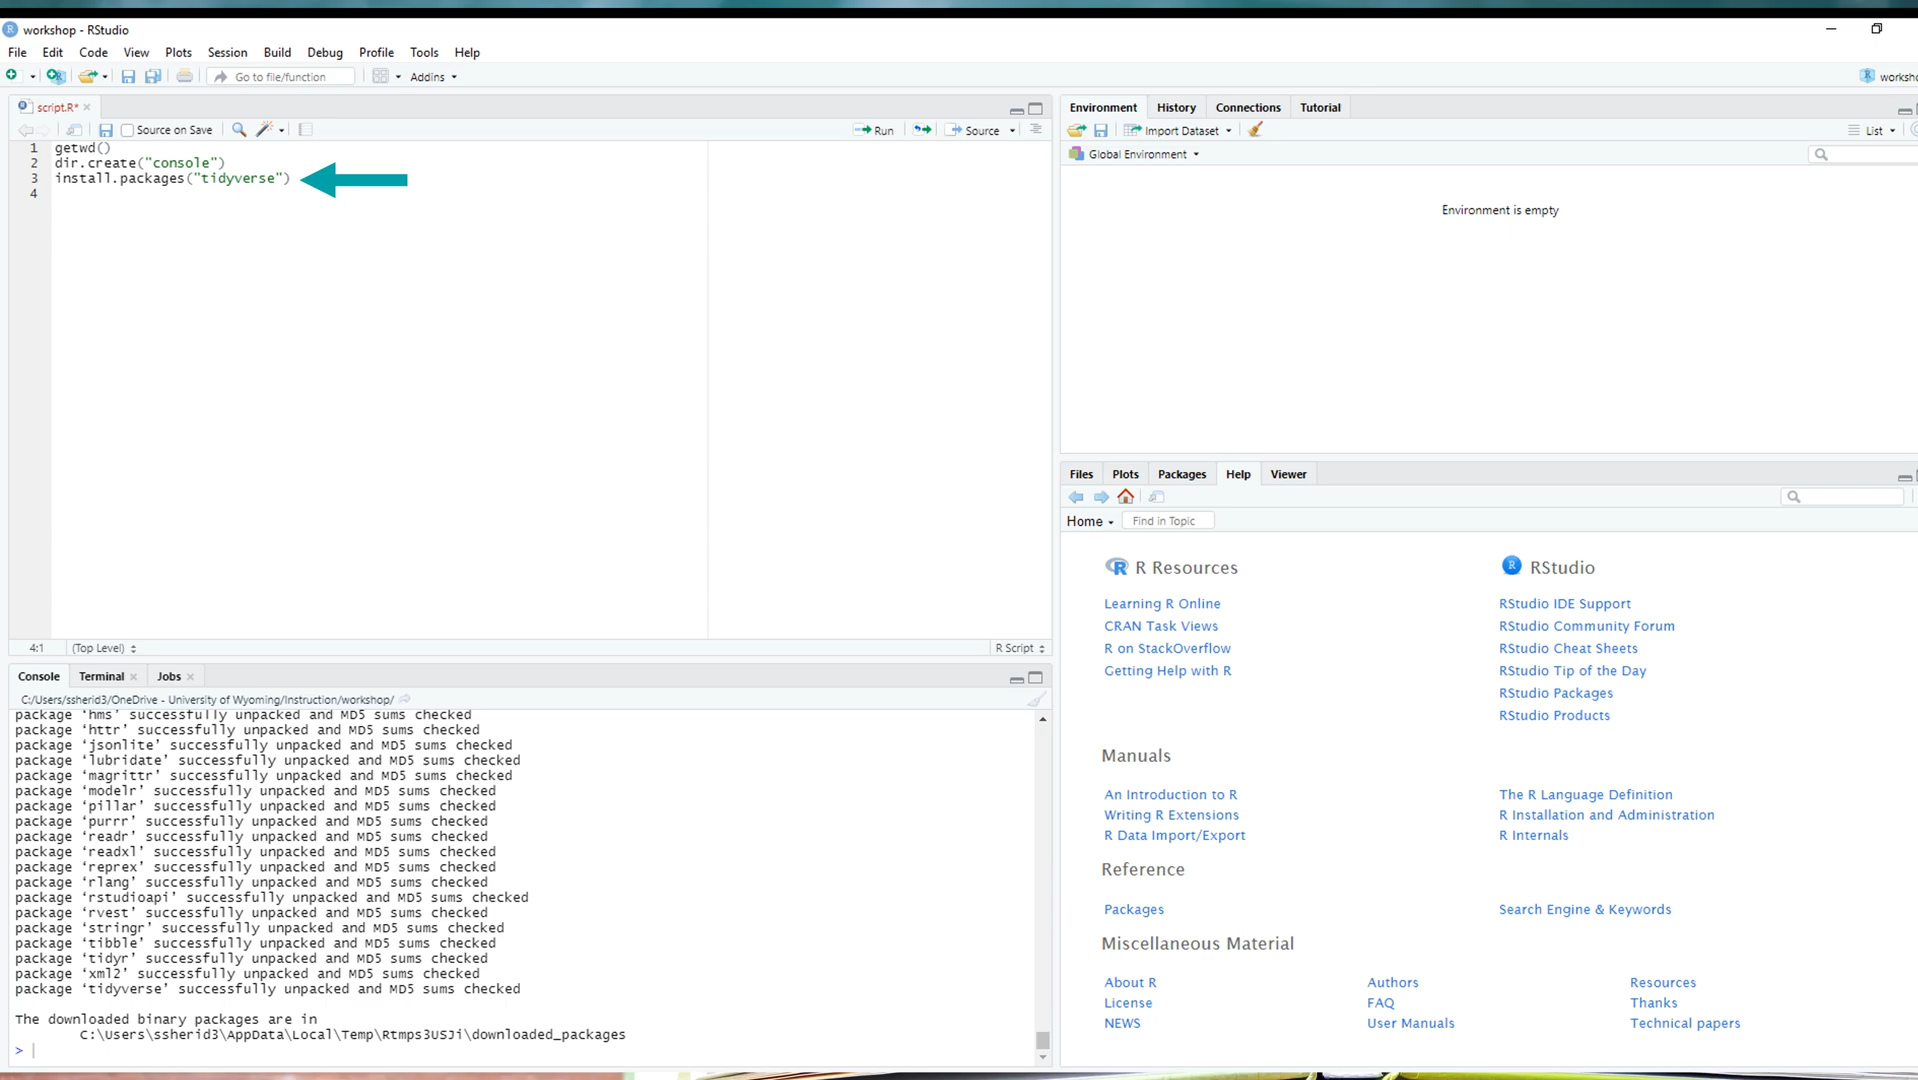 workshop - RStudio
File Edit Code View Plots Session Build Debug Profile Tools Help
Go to file/function Addins
script.R*
Source on Save Run Source
1 getwd()
2 dir.create("console")
3 install.packages("tidyverse")
4
4:1 (Top Level) R Script
Console Terminal Jobs
C:/Users/ssherid3/OneDrive - University of Wyoming/Instruction/workshop/
package ‘hms’ successfully unpacked and MD5 sums checked
package ‘httr’ successfully unpacked and MD5 sums checked
package ‘jsonlite’ successfully unpacked and MD5 sums checked
package ‘lubridate’ successfully unpacked and MD5 sums checked
package ‘magrittr’ successfully unpacked and MD5 sums checked
package ‘modelr’ successfully unpacked and MD5 sums checked
package ‘pillar’ successfully unpacked and MD5 sums checked
package ‘purrr’ successfully unpacked and MD5 sums checked
package ‘readr’ successfully unpacked and MD5 sums checked
package ‘readxl’ successfully unpacked and MD5 sums checked
package ‘reprex’ successfully unpacked and MD5 sums checked
package ‘rlang’ successfully unpacked and MD5 sums checked
package ‘rstudioapi’ successfully unpacked and MD5 sums checked
package ‘rvest’ successfully unpacked and MD5 sums checked
package ‘stringr’ successfully unpacked and MD5 sums checked
package ‘tibble’ successfully unpacked and MD5 sums checked
package ‘tidyr’ successfully unpacked and MD5 sums checked
package ‘xml2’ successfully unpacked and MD5 sums checked
package ‘tidyverse’ successfully unpacked and MD5 sums checked
The downloaded binary packages are in
C:\Users\ssherid3\AppData\Local\Temp\Rtmps3USJi\downloaded_packages
>
worksho
Environment History Connections Tutorial
Import Dataset List
Global Environment
Environment is empty
Files Plots Packages Help Viewer
Home Find in Topic
R Resources
Learning R Online
CRAN Task Views
R on StackOverflow
Getting Help with R
RStudio
RStudio IDE Support
RStudio Community Forum
RStudio Cheat Sheets
RStudio Tip of the Day
RStudio Packages
RStudio Products
Manuals
An Introduction to R The R Language Definition
Writing R Extensions R Installation and Administration
R Data Import/Export R Internals
Reference
Packages Search Engine & Keywords
Miscellaneous Material
About R Authors Resources
License FAQ Thanks
NEWS User Manuals Technical papers